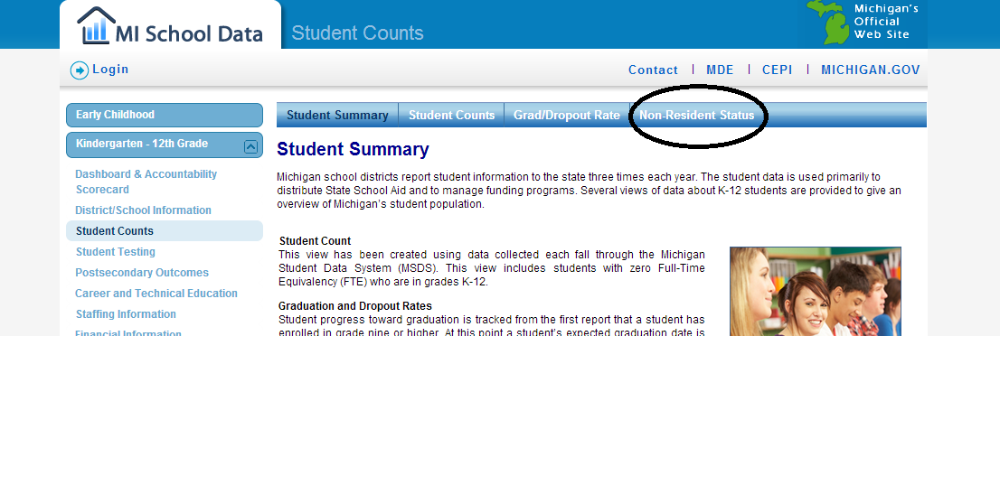 MI School Data
Student Counts
Michigan's
Official
Web Site
Login
Contact | MDE | CEPI | MICHIGAN.GOV
Early Childhood
Kindergarten - 12th Grade
Dashboard & Accountability
Scorecard
District/School Information
Student Counts
Student Testing
Postsecondary Outcomes
Career and Technical Education
Staffing Information
Financial Information
Student Summary Student Counts Grad/Dropout Rate Non-Resident Status
Student Summary
Michigan school districts report student information to the state three times each year. The student data is used primarily to
distribute State School Aid and to manage funding programs. Several views of data about K-12 students are provided to give an
overview of Michigan's student population.
Student Count
This view has been created using data collected each fall through the Michigan
Student Data System (MSDS). This view includes students with zero Full-Time
Equivalency (FTE) who are in grades K-12.
Graduation and Dropout Rates
Student progress toward graduation is tracked from the first report that a student has
enrolled in grade nine or higher. At this point a student's expected graduation date is